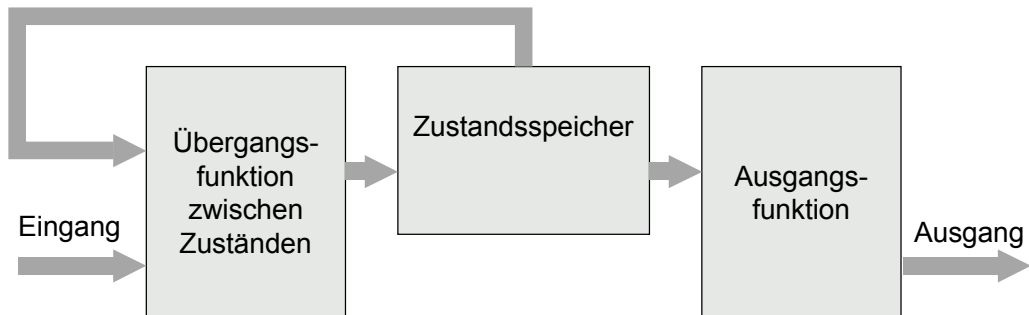 Übergangs-
funktion
zwischen
Zuständen
Zustandsspeicher
Ausgangs-
funktion
Eingang
Ausgang